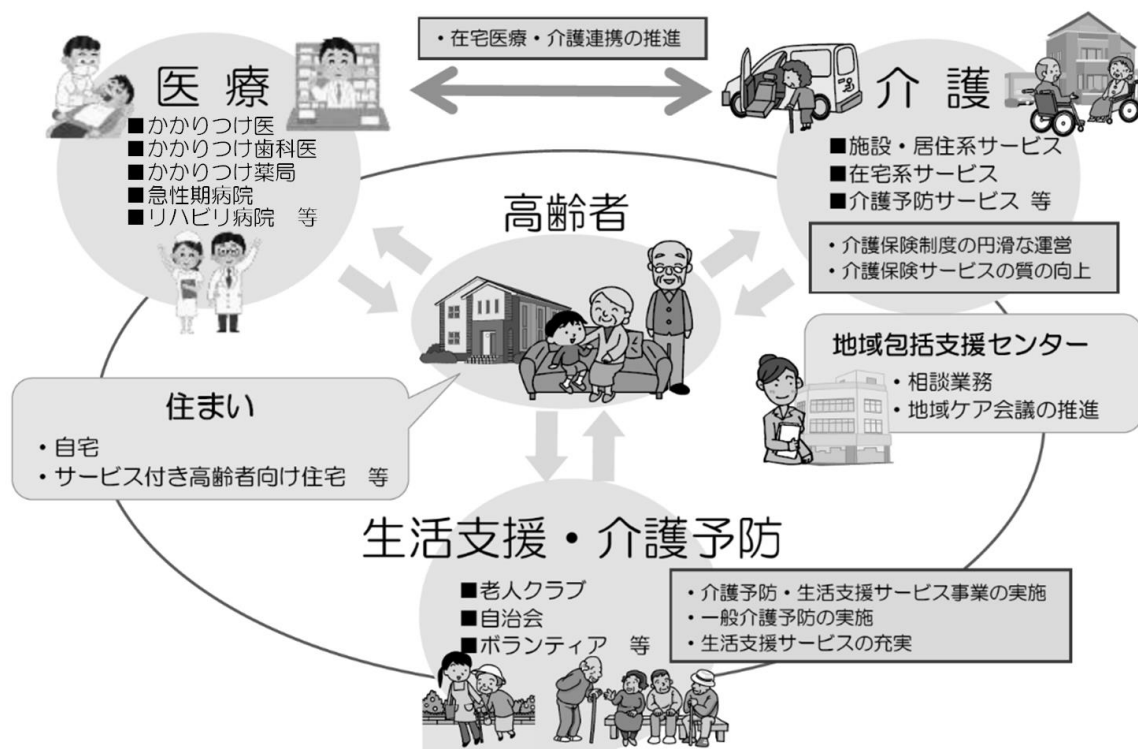 ・在宅医療・介護連携の推進
医療
■かかりつけ医
■かかりつけ歯科医
■かかりつけ薬局
■急性期病院
■リハビリ病院　等
介護
■施設・居住系サービス
■在宅系サービス
■介護予防サービス 等
・介護保険制度の円滑な運営
・介護保険サービスの質の向上
高齢者
地域包括支援センター
・相談業務
・地域ケア会議の推進
住まい
・自宅
・サービス付き高齢者向け住宅　等
生活支援・介護予防
■老人クラブ
■自治会
■ボランティア　等
・介護予防・生活支援サービス事業の実施
・一般介護予防の実施
・生活支援サービスの充実